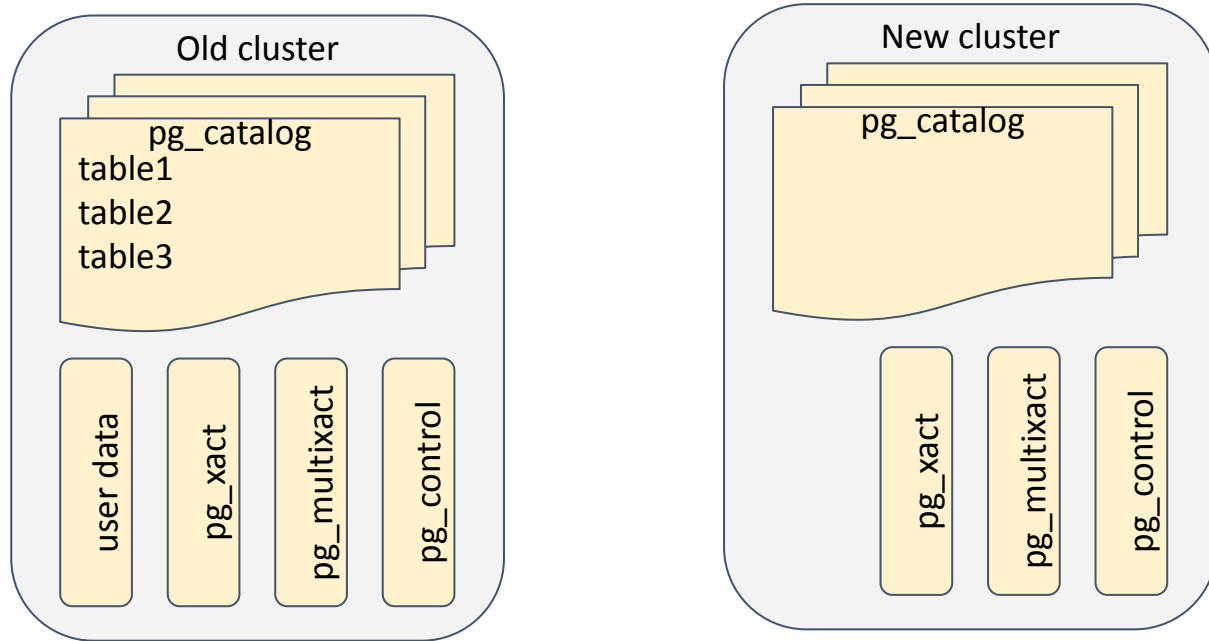 Old cluster
pg_catalog
table1
table2
table3
user data
pg_xact
pg_multixact
pg_control
New cluster
pg_catalog
pg_xact
pg_multixact
pg_control